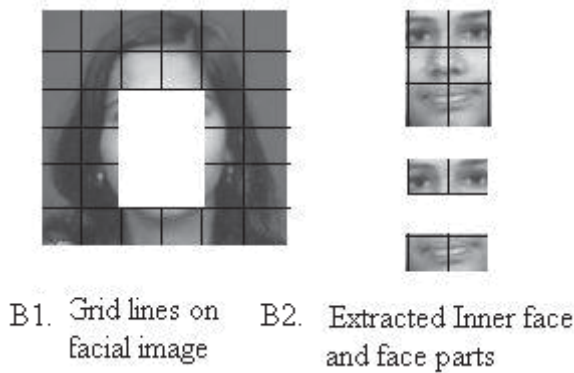 B1. Grid lines on
facial image
B2. Extracted Inner face
and face parts